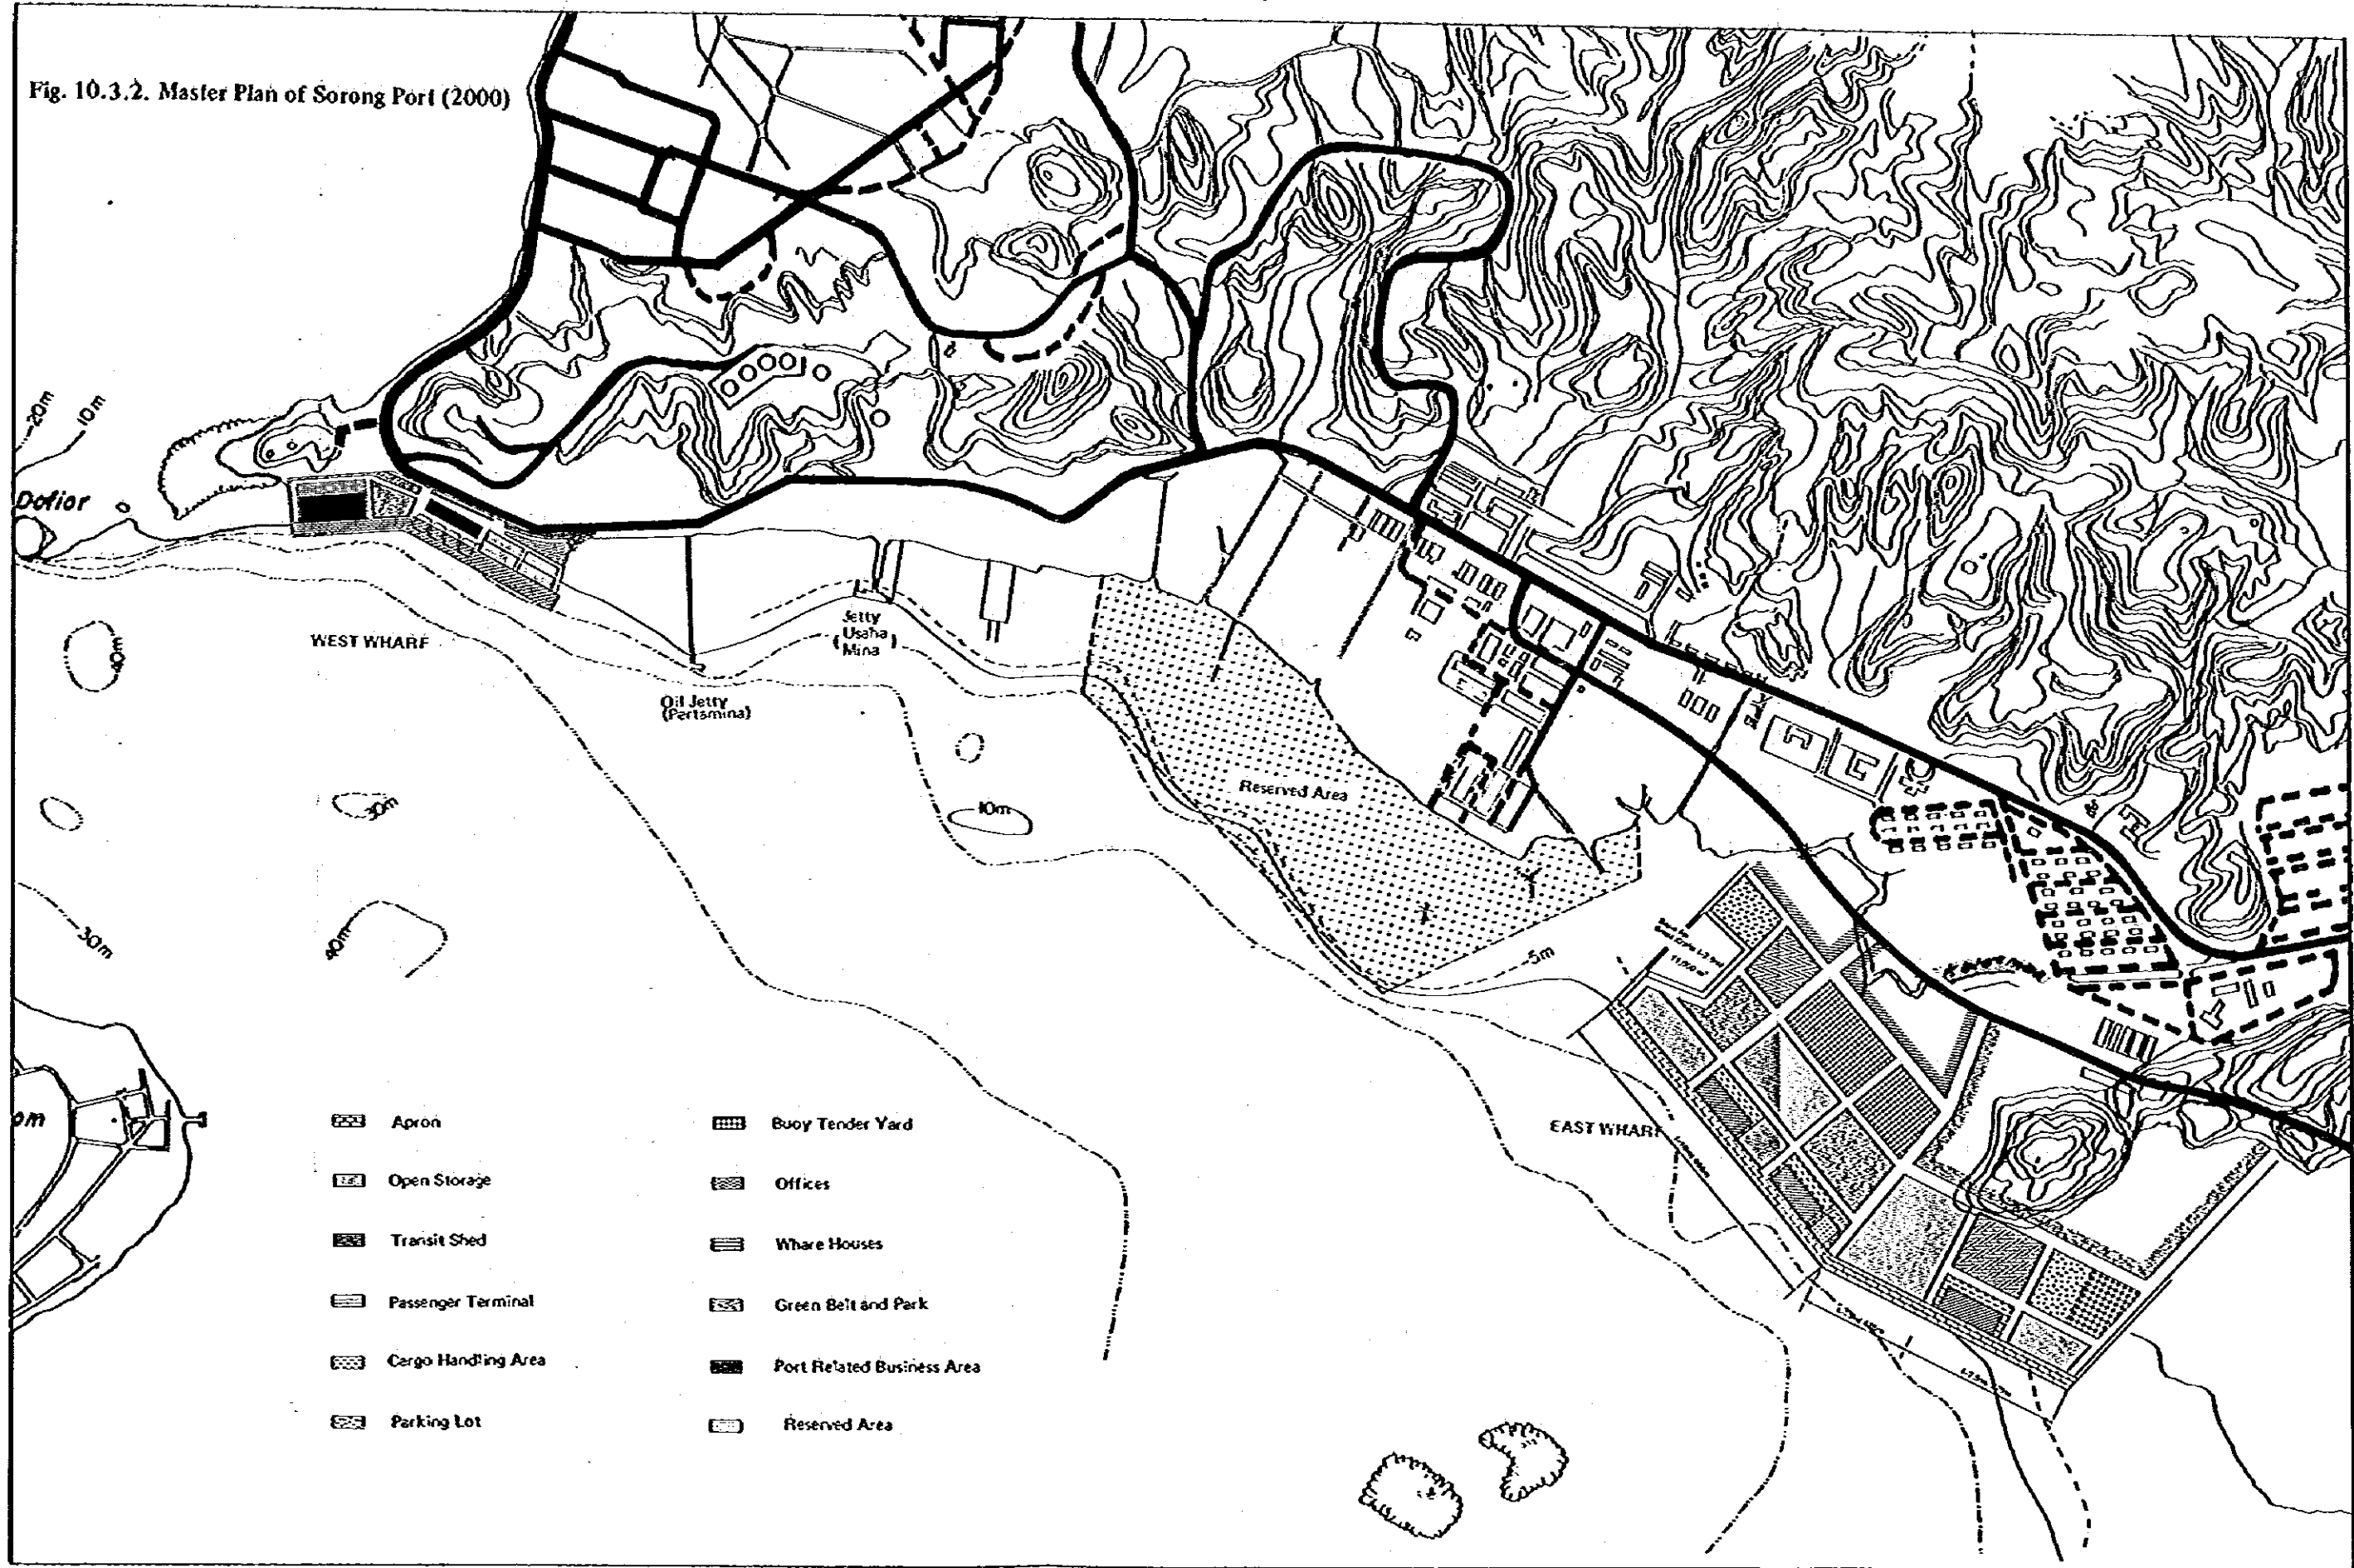 Fig. 10.3.2. Master Plan of Sorong Port (2000)
20m
10m
Dofior
40m
WEST WHARF
Jetty
Usaha
( Mina )
Oil Jetty
(Pertamina)
30m
10m
Reserved Area
30m
40m
5m
EAST WHARF
om
Apron
Open Storage
Transit Shed
Passenger Terminal
Cargo Handling Area
Parking Lot
Buoy Tender Yard
Offices
Whare Houses
Green Belt and Park
Port Related Business Area
Reserved Area